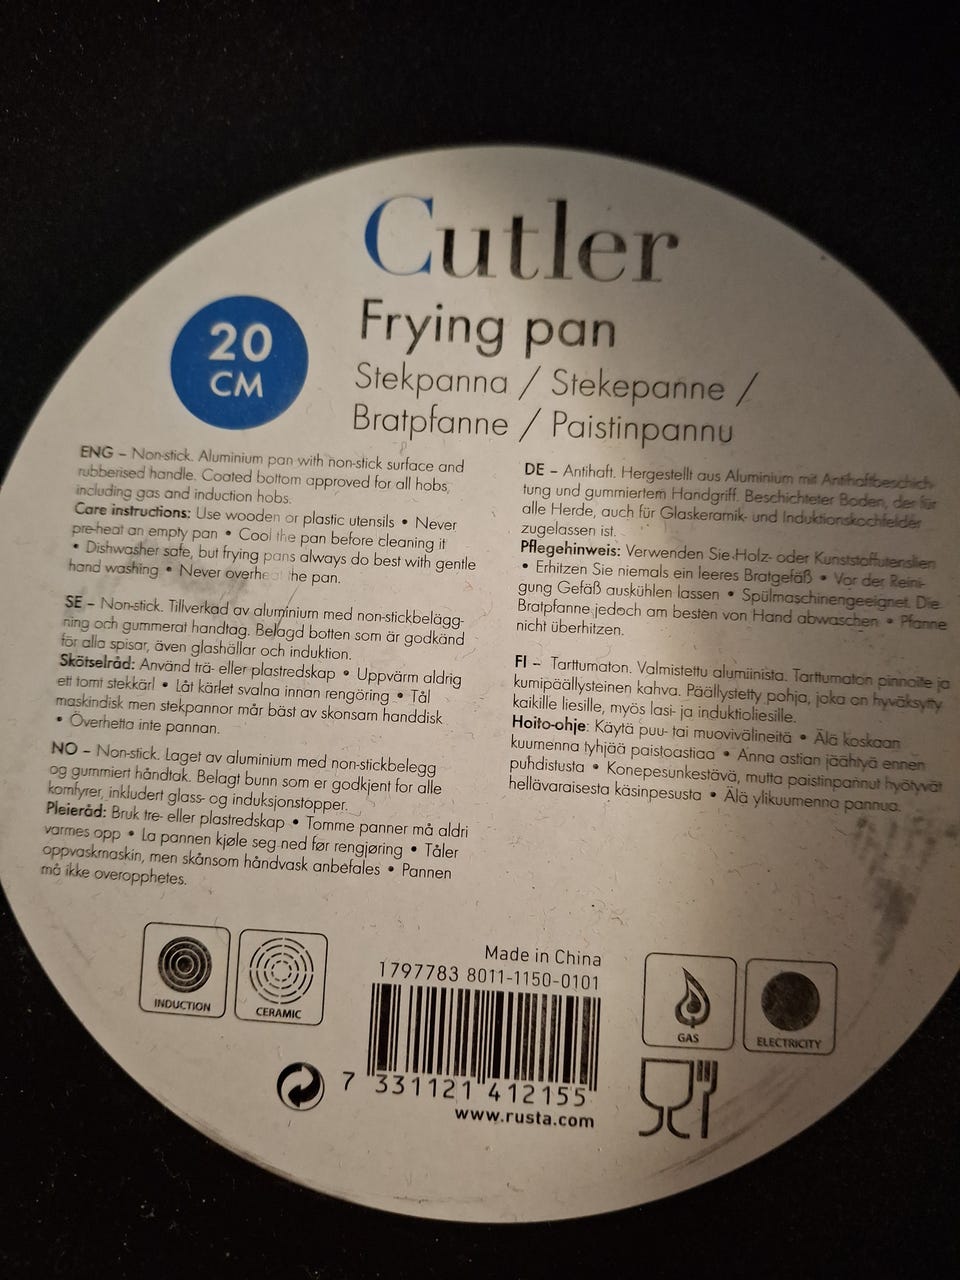 Cutler
Frying pan
Stekpanna / Stekepanne /
Bratpfanne / Paistinpannu
20
CM
ENG – Non-stick. Aluminium pan with non-stick surface and
rubberised handle. Coated bottom approved for all hobs,
including gas and induction hobs.
Care instructions: Use wooden or plastic utensils • Never
pre-heat an empty pan • Cool the pan before cleaning it
• Dishwasher safe, but frying pans always do best with gentle
hand washing • Never overheat the pan.
SE – Non-stick. Tillverkad av aluminium med non-stickbelägg-
ning och gummerat handtag. Belagd botten som är godkänd
för alla spisar, även glashällar och induktion.
Skötselråd: Använd trä- eller plastredskap • Uppvärm aldrig
ett tomt stekkärl • Låt kärlet svalna innan rengöring • Tål
maskindisk men stekpannor mår bäst av skonsam handdisk
• Överhetta inte pannan.
NO – Non-stick. Laget av aluminium med non-stickbelegg
og gummiert håndtak. Belagt bunn som er godkjent for alle
komfyrer, inkludert glass- og induksjonstopper.
Pleieråd: Bruk tre- eller plastredskap • Tomme panner må aldri
varmes opp • La pannen kjøle seg ned før rengjøring • Tåler
oppvaskmaskin, men skånsom håndvask anbefales • Pannen
må ikke overopphetes.
DE – Antihaft. Hergestellt aus Aluminium mit Antihaftbeschich-
tung und gummiertem Handgriff. Beschichteter Boden, der für
alle Herde, auch für Glaskeramik- und Induktionskochfelder
zugelassen ist.
Pflegehinweis: Verwenden Sie Holz- oder Kunststoffutensilien
• Erhitzen Sie niemals ein leeres Bratgefäß • Vor der Reini-
gung Gefäß auskühlen lassen • Spülmaschinengeeignet. Die
Bratpfanne jedoch am besten von Hand abwaschen • Pfanne
nicht überhitzen.
FI – Tarttumaton. Valmistettu alumiinista. Tarttumaton pinnoite ja
kumipäällysteinen kahva. Päällystetty pohja, joka on hyväksytty
kaikille liesille, myös lasi- ja induktioliesille.
Hoito-ohje: Käytä puu- tai muovivälineitä • Älä koskaan
kuumenna tyhjää paistoastiaa • Anna astian jäähtyä ennen
puhdistusta • Konepesunkestävä, mutta paistinpannut hyötyvät
hellävaraisesta käsinpesusta • Älä ylikuumenna pannua.
INDUCTION
CERAMIC
Made in China
1797783 8011-1150-0101
7 331121 412155
www.rusta.com
GAS
ELECTRICITY